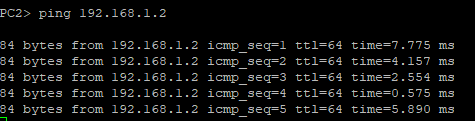 PC2> ping 192.168.1.2
84 bytes from 192.168.1.2 icmp_seq=1 ttl=64 time=7.775 ms
84 bytes from 192.168.1.2 icmp_seq=2 ttl=64 time=4.157 ms
84 bytes from 192.168.1.2 icmp_seq=3 ttl=64 time=2.554 ms
84 bytes from 192.168.1.2 icmp_seq=4 ttl=64 time=0.575 ms
84 bytes from 192.168.1.2 icmp_seq=5 ttl=64 time=5.890 ms